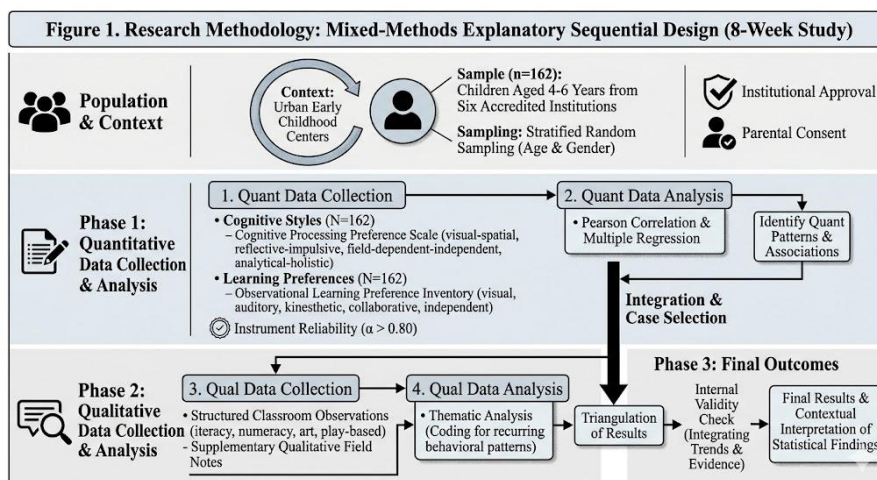 Figure 1. Research Methodology: Mixed-Methods Explanatory Sequential Design (8-Week Study)
Population
& Context
Context:
Urban Early
Childhood
Centers
Sample (n=162):
Children Aged 4-6 Years from
Six Accredited Institutions
Sampling: Stratified Random
Sampling (Age & Gender)
Institutional Approval
Parental Consent
Phase 1:
Quantitative
Data Collection
& Analysis
1. Quant Data Collection
• Cognitive Styles (N=162)
– Cognitive Processing Preference Scale (visual-spatial,
reflective-impulsive, field-dependent-independent,
analytical-holistic)
• Learning Preferences (N=162)
– Observational Learning Preference Inventory (visual,
auditory, kinesthetic, collaborative, independent)
Instrument Reliability (α > 0.80)
2. Quant Data Analysis
• Pearson Correlation &
Multiple Regression
Identify Quant
Patterns &
Associations
Integration &
Case Selection
Phase 2:
Qualitative
Data Collection
& Analysis
3. Qual Data Collection
• Structured Classroom Observations
(iteracy, numeracy, art, play-based)
- Supplementary Qualitative Field
Notes
4. Qual Data Analysis
• Thematic Analysis
(Coding for recurring
behavioral patterns)
Triangulation
of Results
Phase 3: Final Outcomes
Internal
Validity
Check
(Integrating
Trends &
Evidence)
Final Results &
Contextual
Interpretation of
Statistical Findings